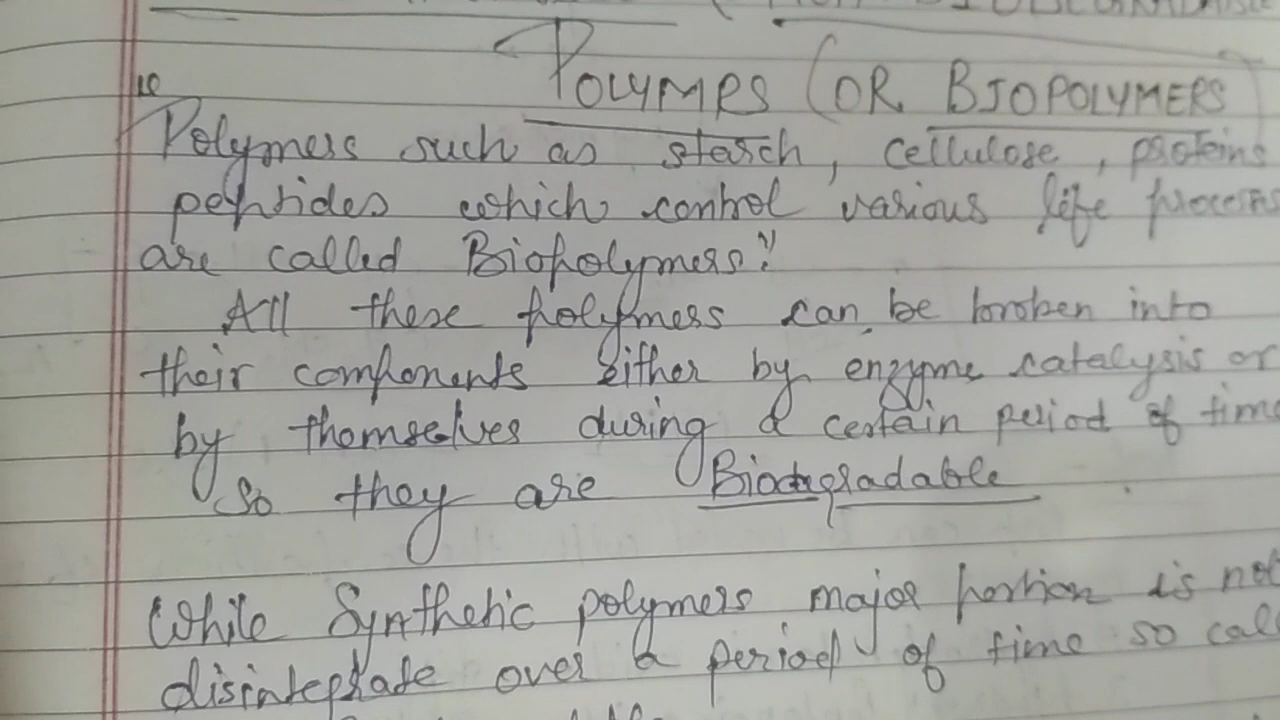 POLYMRS (OR BIOPOLYMERS
"Polymers such as starch, cellulose, proteins
peptides which control various life process
are called Biopolymers"
All these polymers can be broken into
their components either by enzyme catalysis or
by themselves during a certain period of time
So they are Biodegradable
While Synthetic polymers major portion is not
disintegrate over a period of time so call